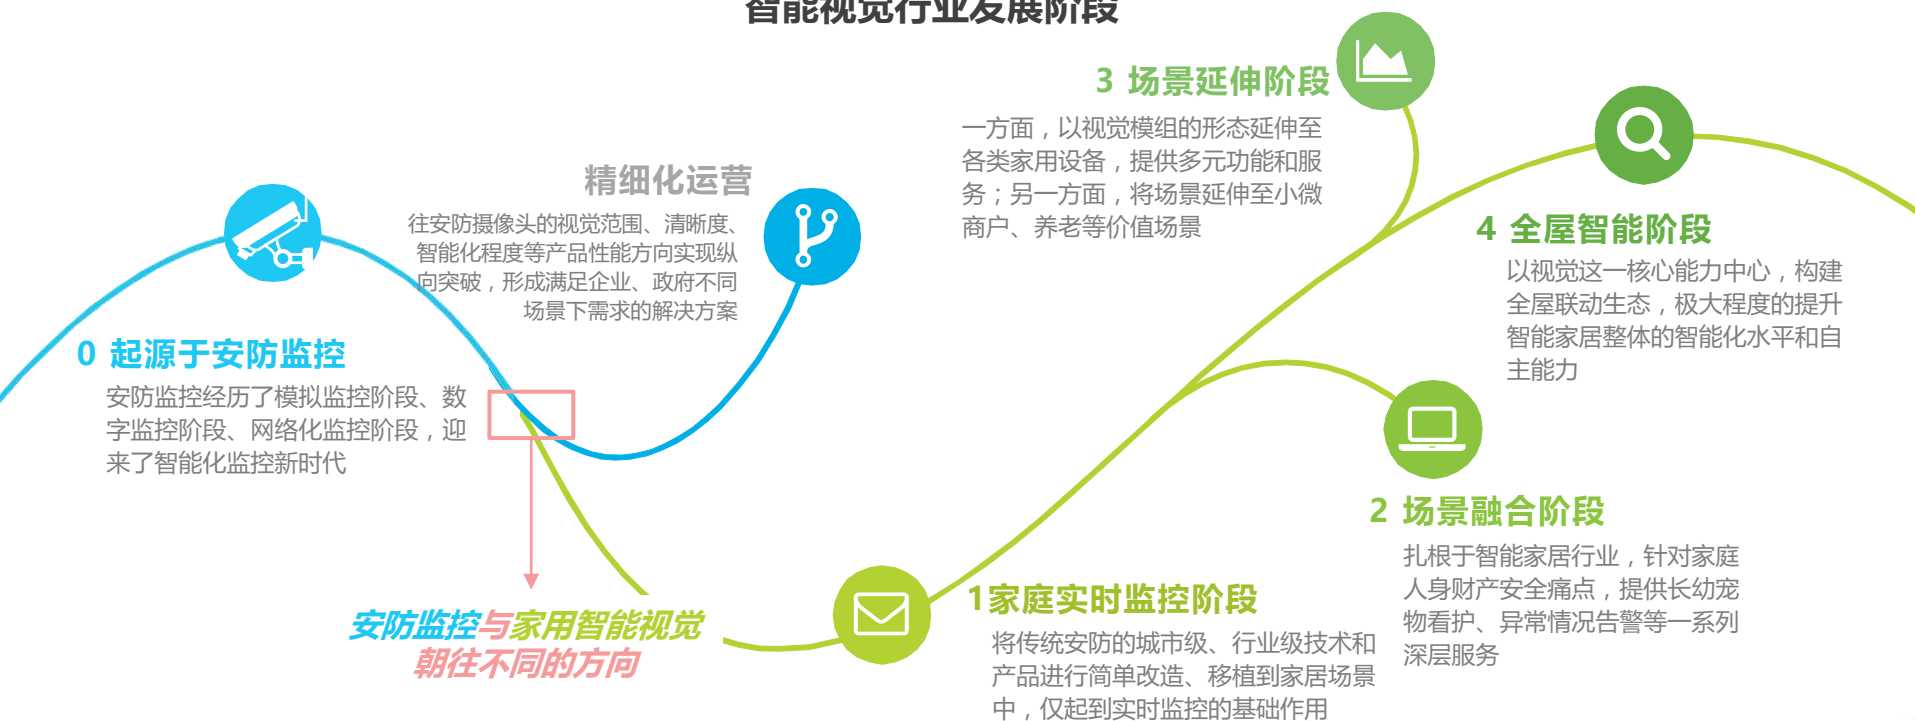 智能视觉行业发展阶段
0 起源于安防监控
安防监控经历了模拟监控阶段、数
字监控阶段、网络化监控阶段，迎
来了智能化监控新时代
精细化运营
往安防摄像头的视觉范围、清晰度、
智能化程度等产品性能方向实现纵
向突破，形成满足企业、政府不同
场景下需求的解决方案
安防监控与家用智能视觉
朝往不同的方向
1家庭实时监控阶段
将传统安防的城市级、行业级技术和
产品进行简单改造、移植到家居场景
中，仅起到实时监控的基础作用
2 场景融合阶段
扎根于智能家居行业，针对家庭
人身财产安全痛点，提供长幼宠
物看护、异常情况告警等一系列
深层服务
3 场景延伸阶段
一方面，以视觉模组的形态延伸至
各类家用设备，提供多元功能和服
务；另一方面，将场景延伸至小微
商户、养老等价值场景
4 全屋智能阶段
以视觉这一核心能力中心，构建
全屋联动生态，极大程度的提升
智能家居整体的智能化水平和自
主能力